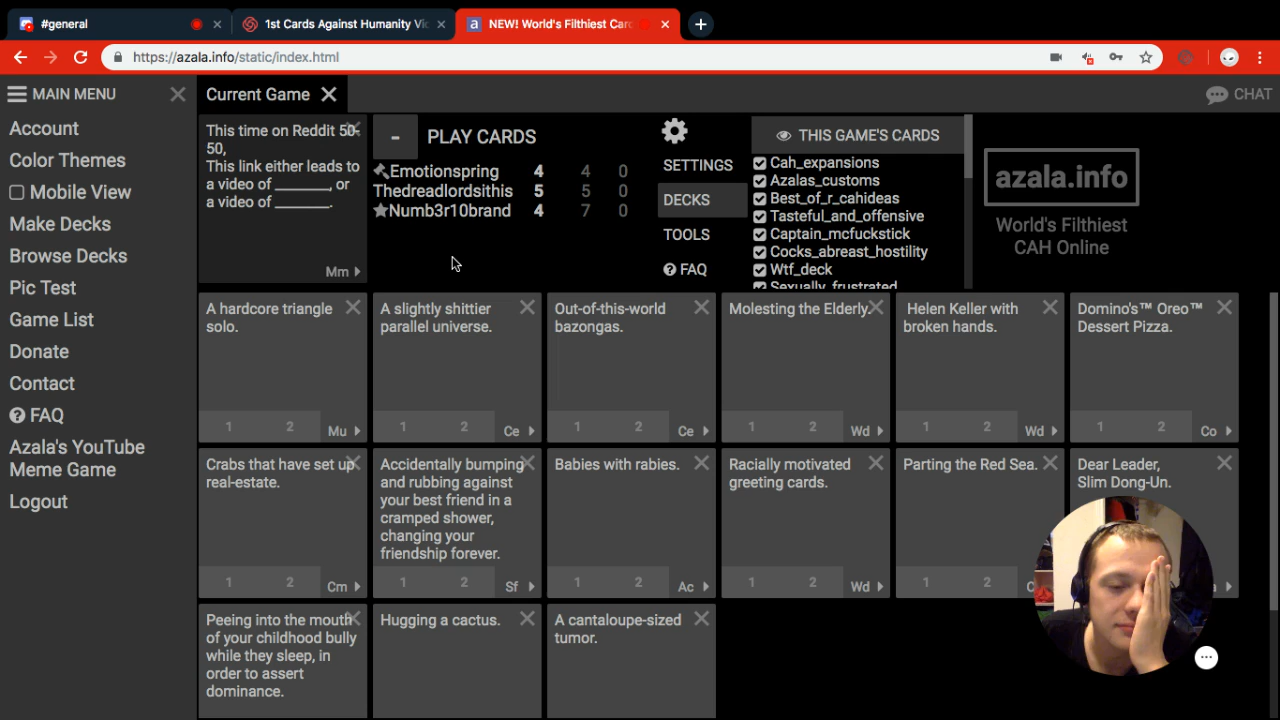 #general
1st Cards Against Humanity Vic
NEW! World's Filthiest Card
https://azala.info/static/index.html
MAIN MENU
Current Game
CHAT
Account
Color Themes
Mobile View
Make Decks
Browse Decks
Pic Test
Game List
Donate
Contact
FAQ
Azala's YouTube
Meme Game
Logout
This time on Reddit 50-
50,
This link either leads to
a video of ________, or
a video of ________.
Mm
- PLAY CARDS
Emotionspring 4 4 0
Thedreadlordsithis 5 5 0
Numb3r10brand 4 7 0
SETTINGS
DECKS
TOOLS
FAQ
THIS GAME'S CARDS
Cah_expansions
Azalas_customs
Best_of_r_cahideas
Tasteful_and_offensive
Captain_mcfuckstick
Cocks_abreast_hostility
Wtf_deck
Sexually_frustrated
azala.info
World's Filthiest
CAH Online
A hardcore triangle
solo.
1 2 Mu
A slightly shittier
parallel universe.
1 2 Ce
Out-of-this-world
bazongas.
1 2 Ce
Molesting the Elderly.
1 2 Wd
Helen Keller with
broken hands.
1 2 Wd
Domino's™ Oreo™
Dessert Pizza.
1 2 Co
Crabs that have set up
real-estate.
1 2 Cm
Accidentally bumping
and rubbing against
your best friend in a
cramped shower,
changing your
friendship forever.
1 2 Sf
Babies with rabies.
1 2 Ac
Racially motivated
greeting cards.
1 2 Wd
Parting the Red Sea.
1 2
Dear Leader,
Slim Dong-Un.
Peeing into the mouth
of your childhood bully
while they sleep, in
order to assert
dominance.
Hugging a cactus.
A cantaloupe-sized
tumor.